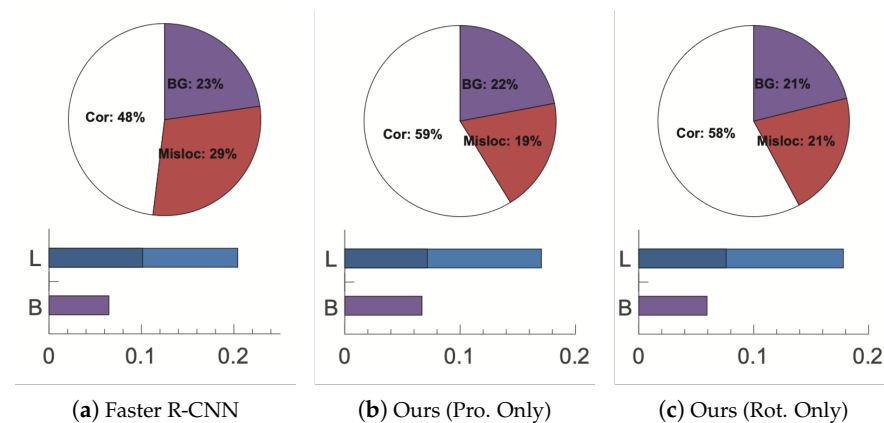 BG: 23%
Cor: 48%
Misloc: 29%
L
B
0 0.1 0.2
(a) Faster R-CNN
BG: 22%
Cor: 59%
Misloc: 19%
L
B
0 0.1 0.2
(b) Ours (Pro. Only)
BG: 21%
Cor: 58%
Misloc: 21%
L
B
0 0.1 0.2
(c) Ours (Rot. Only)